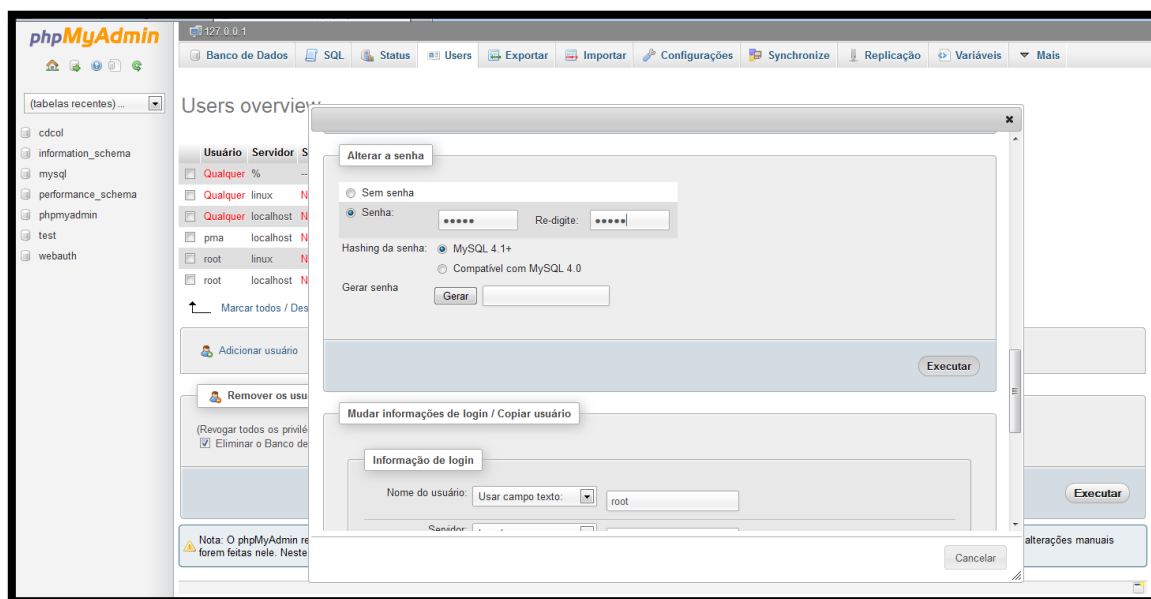 phpMyAdmin
127.0.0.1
Banco de Dados SQL Status Users Exportar Importar Configurações Synchronize Replicação Variáveis Mais
(tabelas recentes) ...
cdcol
information_schema
mysql
performance_schema
phpmyadmin
test
webauth
Users overview
Usuário Servidor S
Qualquer %
Qualquer linux N
Qualquer localhost N
pma localhost N
root linux N
root localhost N
Marcar todos / Des
Adicionar usuário
Remover os usu
(Revogar todos os privilé
Eliminar o Banco de
Executar
Nota: O phpMyAdmin re
forem feitas nele. Neste
alterações manuais
Alterar a senha
Sem senha
Senha: ••••• Re-digite: •••••
Hashing da senha: MySQL 4.1+
Compatível com MySQL 4.0
Gerar senha Gerar
Executar
Mudar informações de login / Copiar usuário
Informação de login
Nome do usuário: Usar campo texto: root
Servidor:
Cancelar